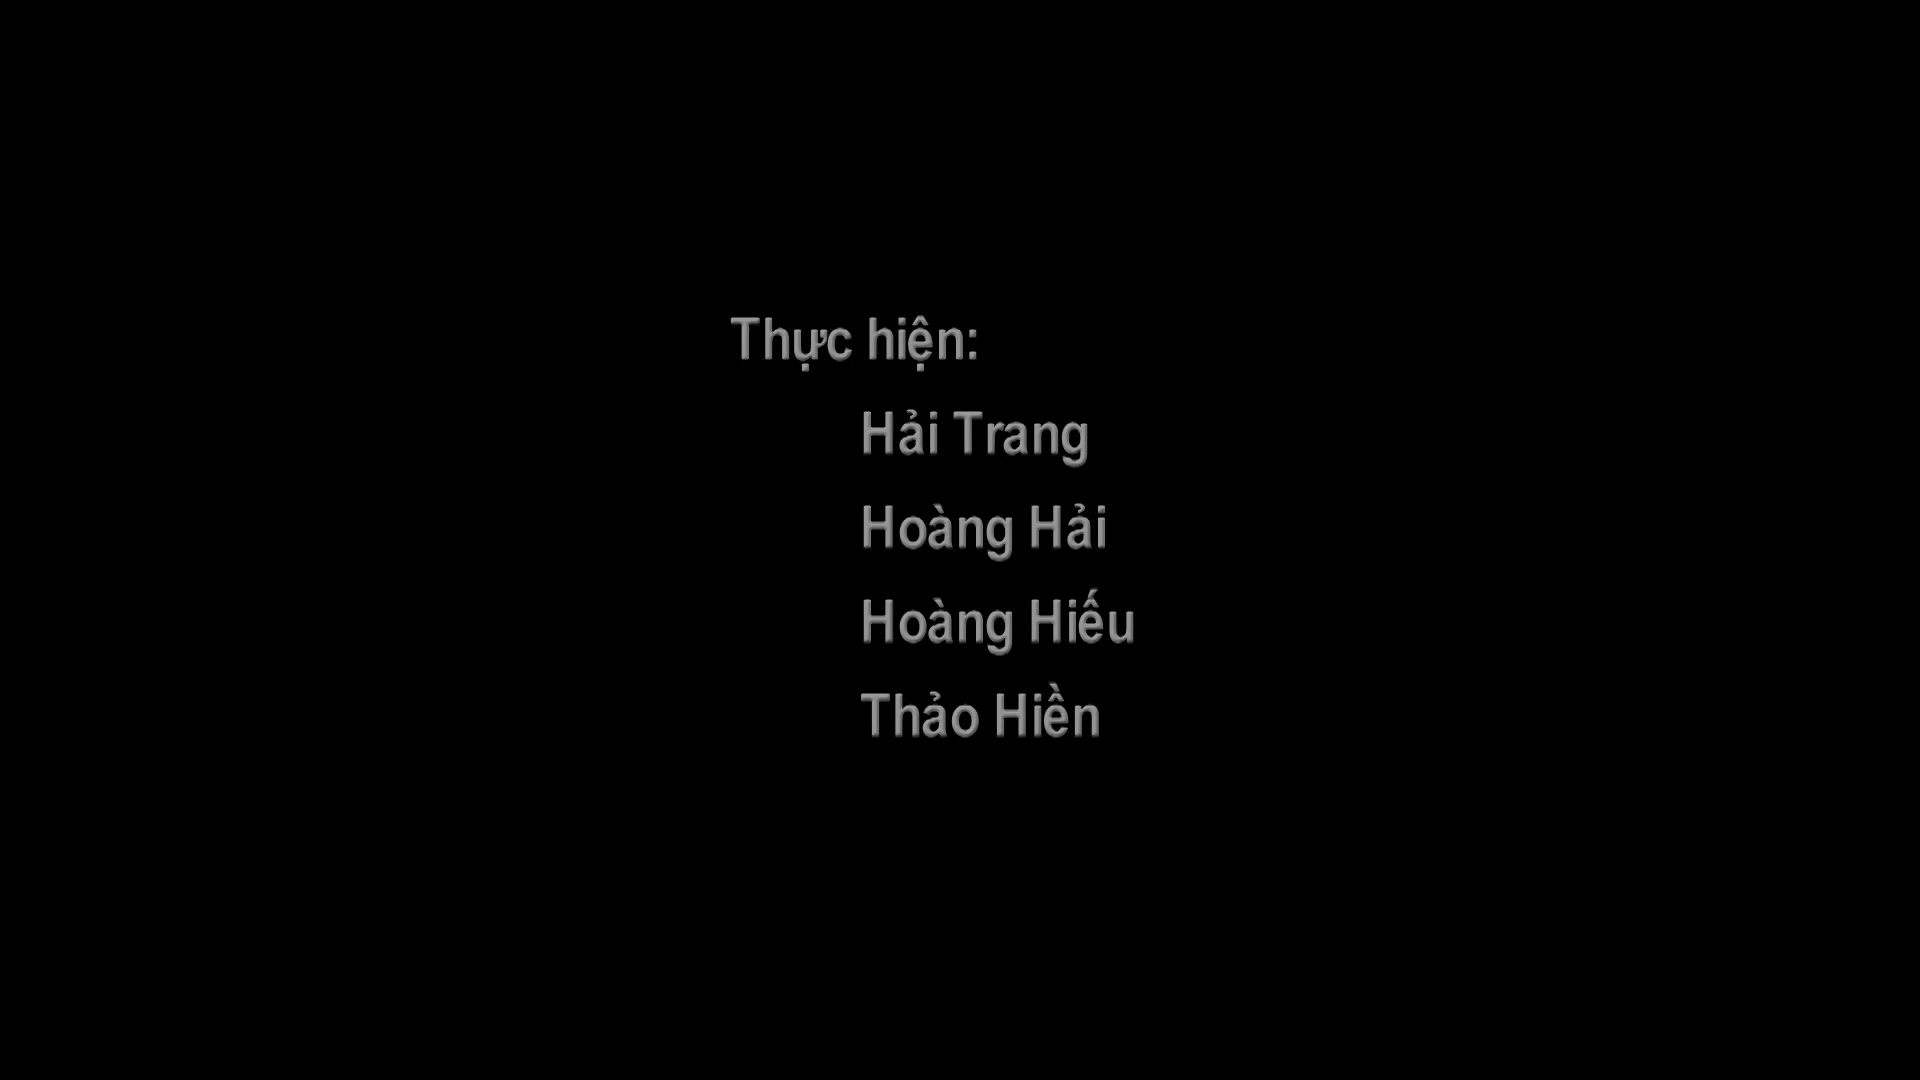 Thực hiện:
Hải Trang
Hoàng Hải
Hoàng Hiếu
Thảo Hiền